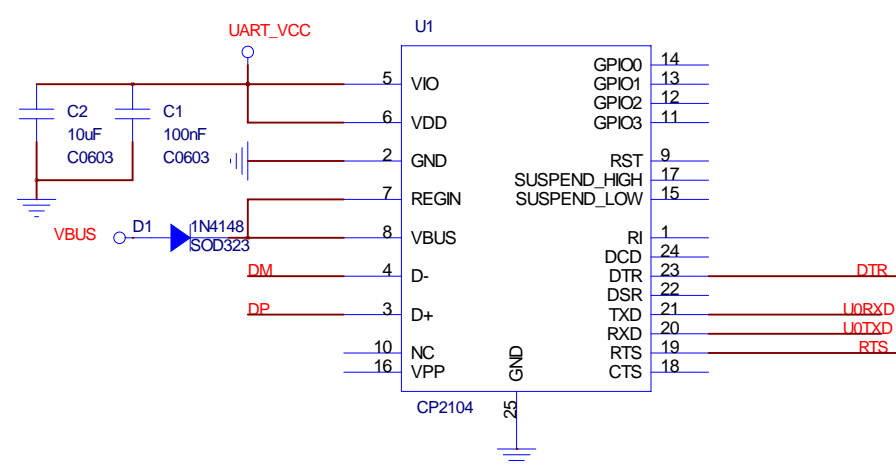 UART_VCC
U1
C2
10uF
C0603
C1
100nF
C0603
VBUS
D1
1N4148
SOD323
DM
DP
5 VIO
6 VDD
2 GND
7 REGIN
8 VBUS
4 D-
3 D+
10 NC
16 VPP
GND
25
CP2104
GPIO0 14
GPIO1 13
GPIO2 12
GPIO3 11
RST 9
SUSPEND_HIGH 17
SUSPEND_LOW 15
RI 1
DCD 24
DTR 23 DTR
DSR 22
TXD 21 U0RXD
RXD 20 U0TXD
RTS 19 RTS
CTS 18